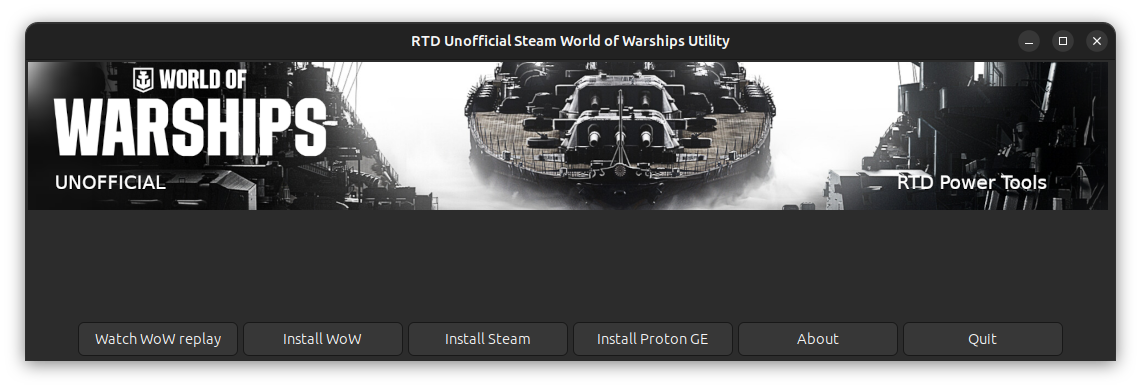 RTD Unofficial Steam World of Warships Utility
WORLD OF
WARSHIPS
UNOFFICIAL
RTD Power Tools
Watch WoW replay
Install WoW
Install Steam
Install Proton GE
About
Quit